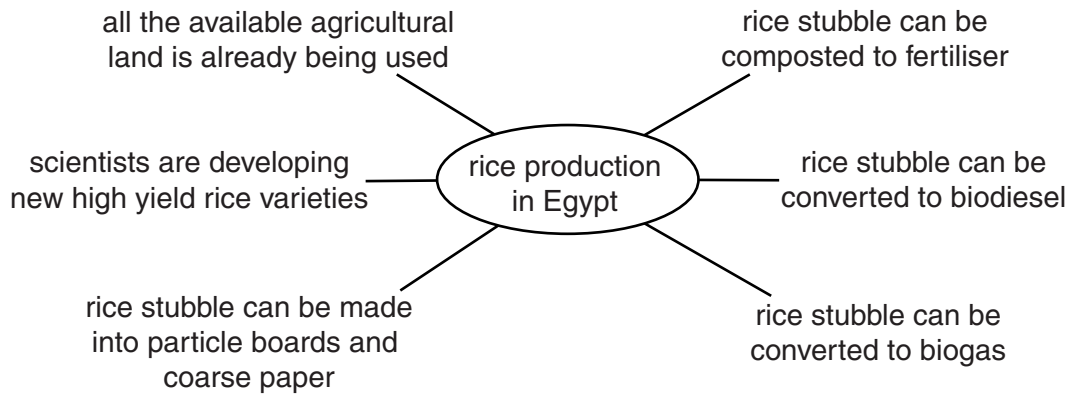 all the available agricultural
land is already being used
rice stubble can be
composted to fertiliser
scientists are developing
new high yield rice varieties
rice production
in Egypt
rice stubble can be
converted to biodiesel
rice stubble can be made
into particle boards and
coarse paper
rice stubble can be
converted to biogas